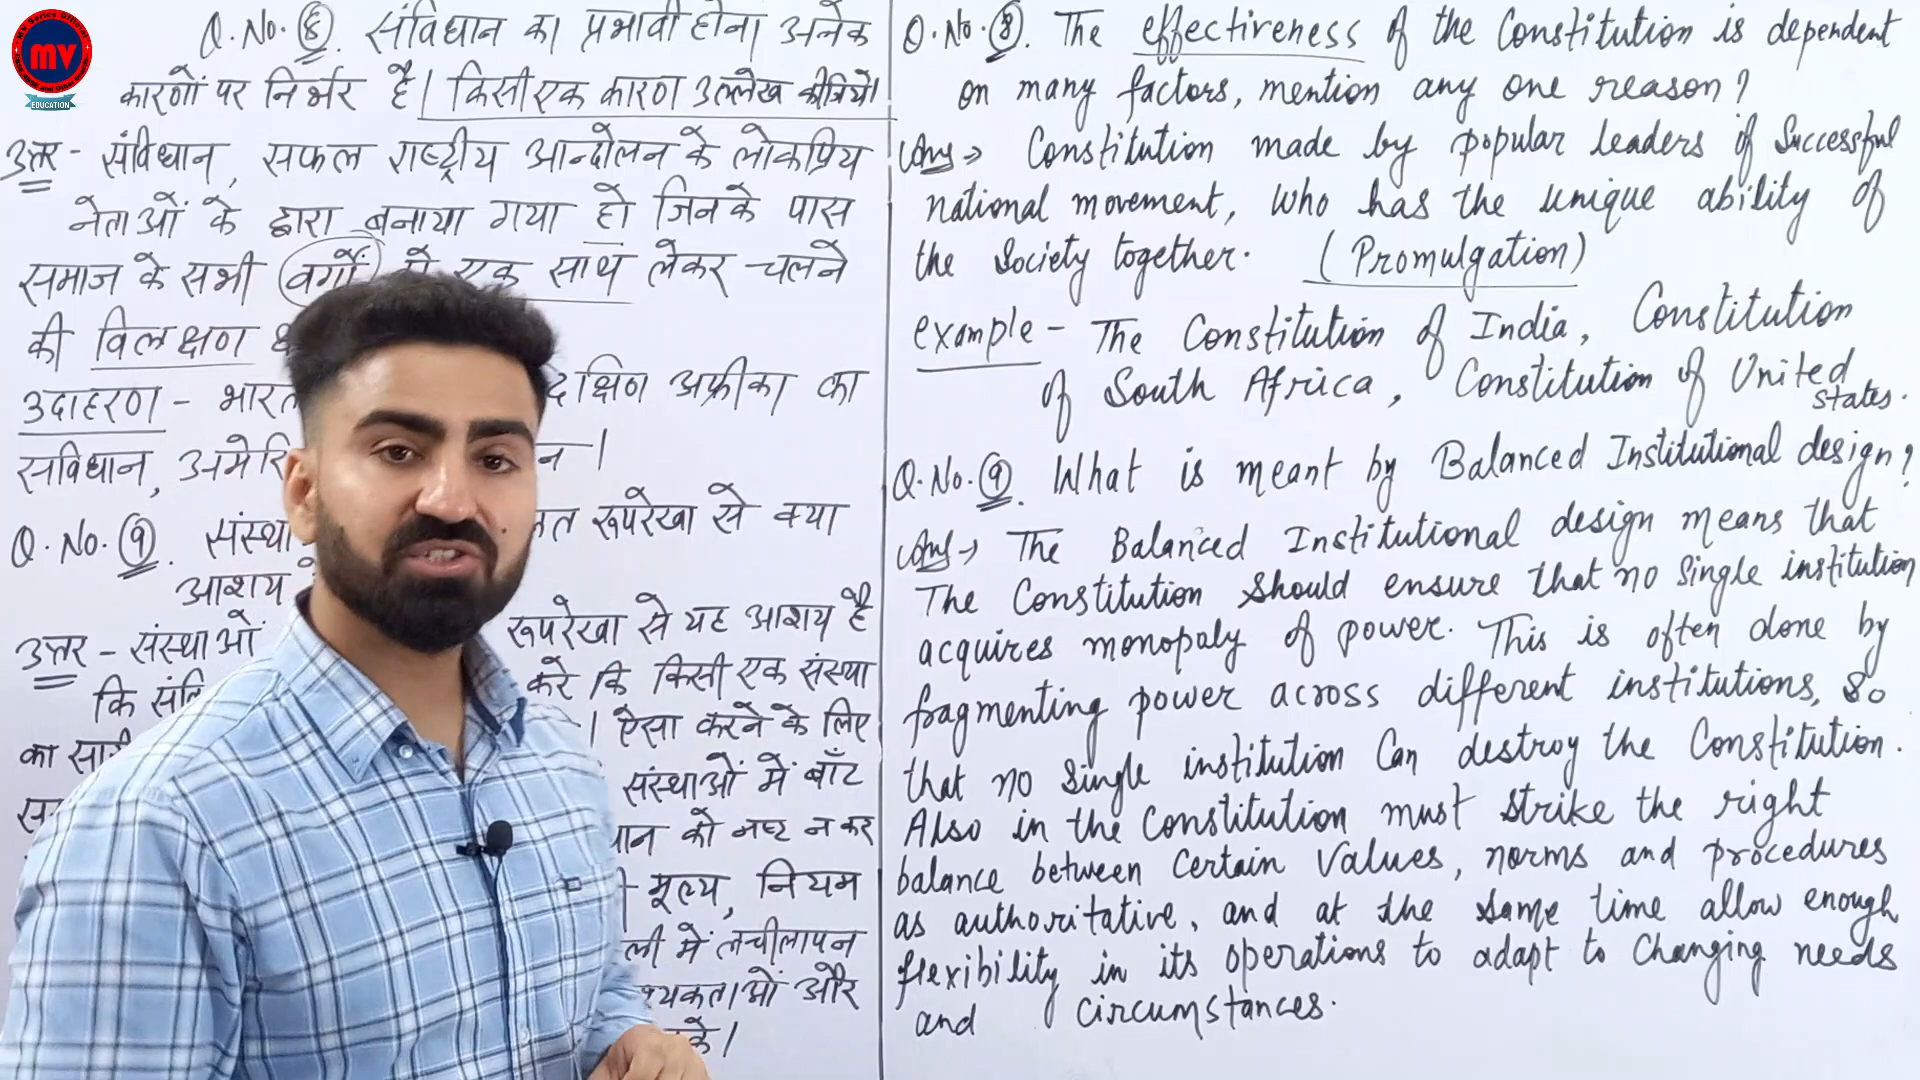 MV
EDUCATION
Q. No. (8). संविधान का प्रभावी होना अनेक
कारणों पर निर्भर है। किसी एक कारण उल्लेख कीजिये।
उत्तर - संविधान, सफल राष्ट्रीय आन्दोलन के लोकप्रिय
नेताओं के द्वारा बनाया गया हो जिनके पास
समाज के सभी वर्गों एक साथ लेकर चलने
की विलक्षण
उदाहरण - भारत दक्षिण अफ्रीका का
संविधान,
Q. No. (9). रूपरेखा से क्या
आशय
उत्तर - संस्थाओं रूपरेखा से यह आशय है
कि करे कि किसी एक संस्था
का ऐसा करने के लिए
संस्थाओं में बाँट
को नष्ट न कर
मूल्य, नियम
में लचीलापन
और
Q. No. (8). The effectiveness of the Constitution is dependent
on many factors, mention any one reason?
Ans → Constitution made by popular leaders of Successful
national movement, who has the unique ability of
the Society together. (Promulgation)
example - The Constitution of India, Constitution
of South Africa, Constitution of United
States.
Q. No. (9). What is meant by Balanced Institutional design?
Ans → The Balanced Institutional design means that
The Constitution should ensure that no single institution
acquires monopaly of power. This is often done by
fragmenting power across different institutions, so
that no single institution Can destroy the Constitution.
Also in the Constitution must strike the right
balance between Certain Values, norms and procedures
as authoritative, and at the same time allow enough
flexibility in its operations to adapt to Changing needs
and Circumstances.